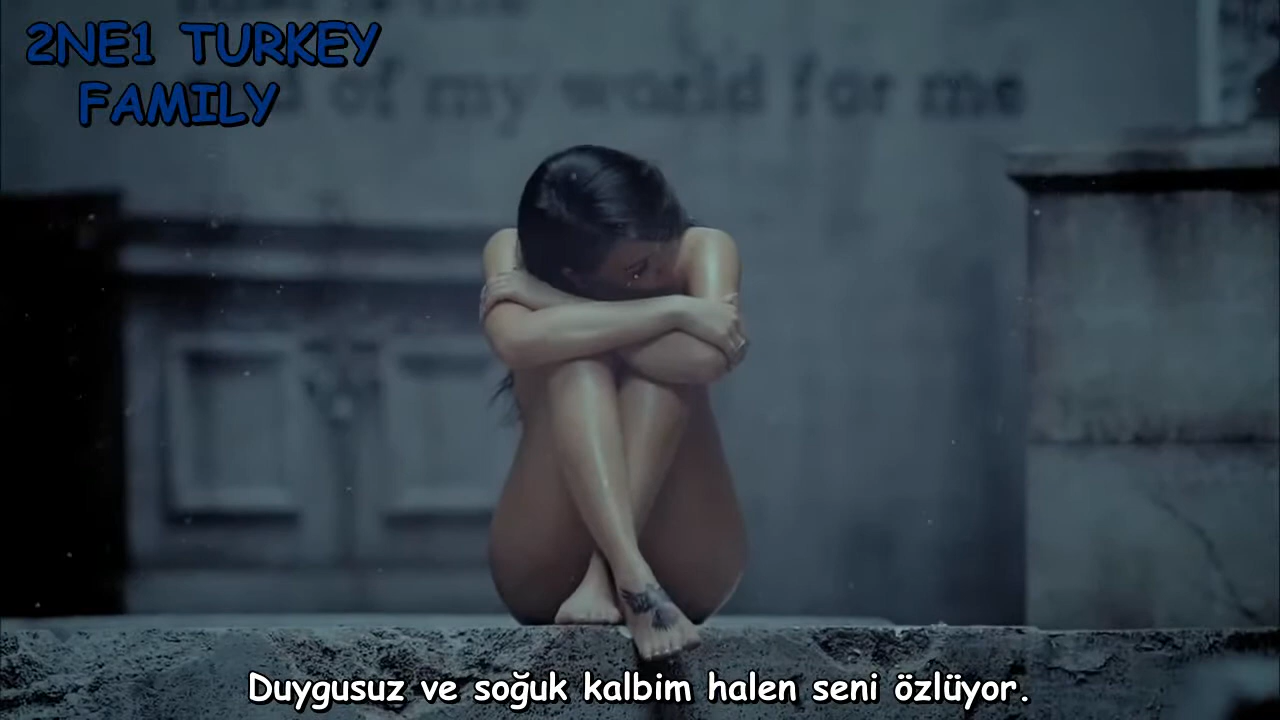 2NE1 TURKEY
FAMILY
of my world for me
Duygusuz ve soğuk kalbim halen seni özlüyor.